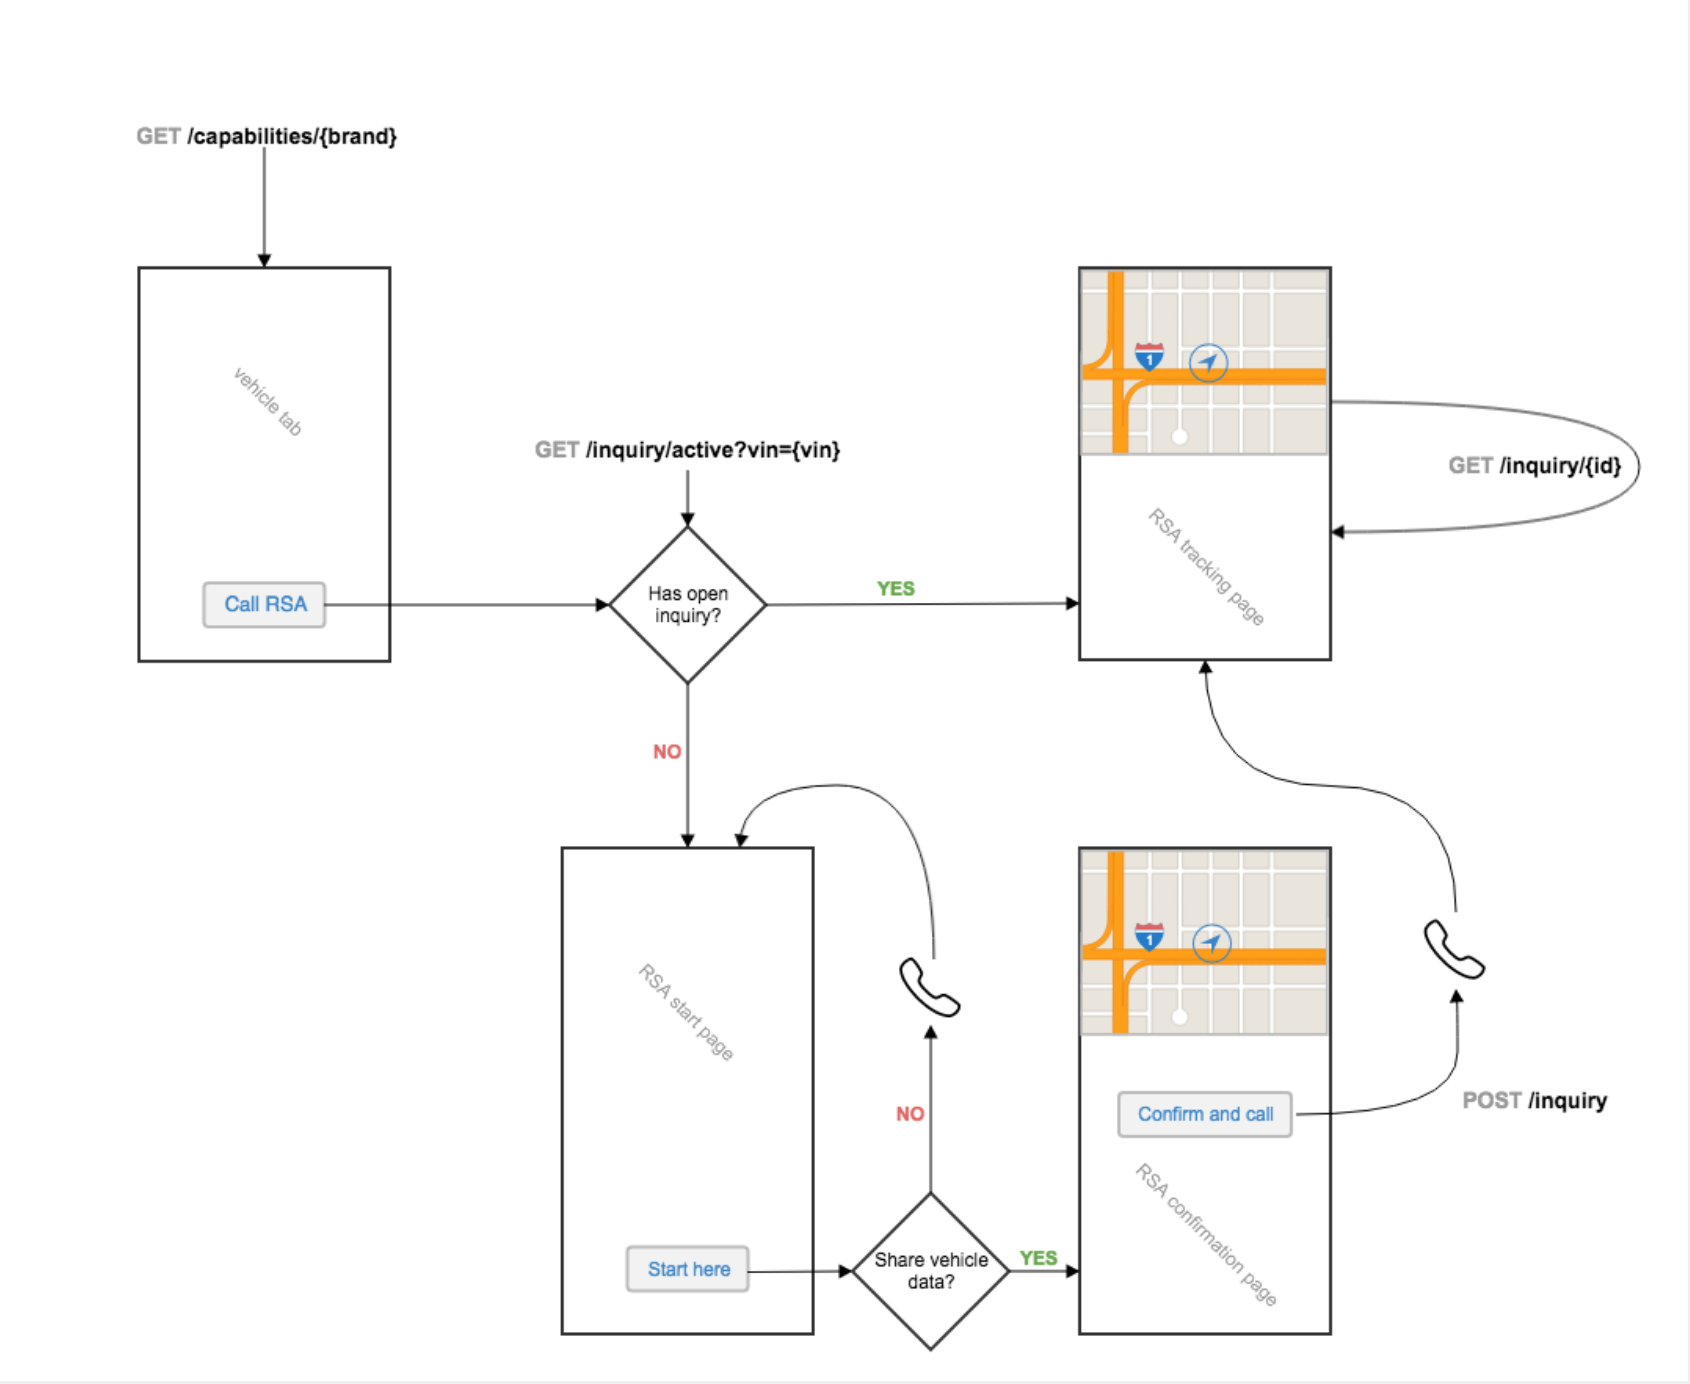 GET /capabilities/{brand}
vehicle tab
Call RSA
GET /inquiry/active?vin={vin}
Has open
inquiry?
YES
1
RSA tracking page
GET /inquiry/{id}
NO
RSA start page
Start here
Share vehicle
data?
NO
YES
1
Confirm and call
RSA confirmation page
POST /inquiry